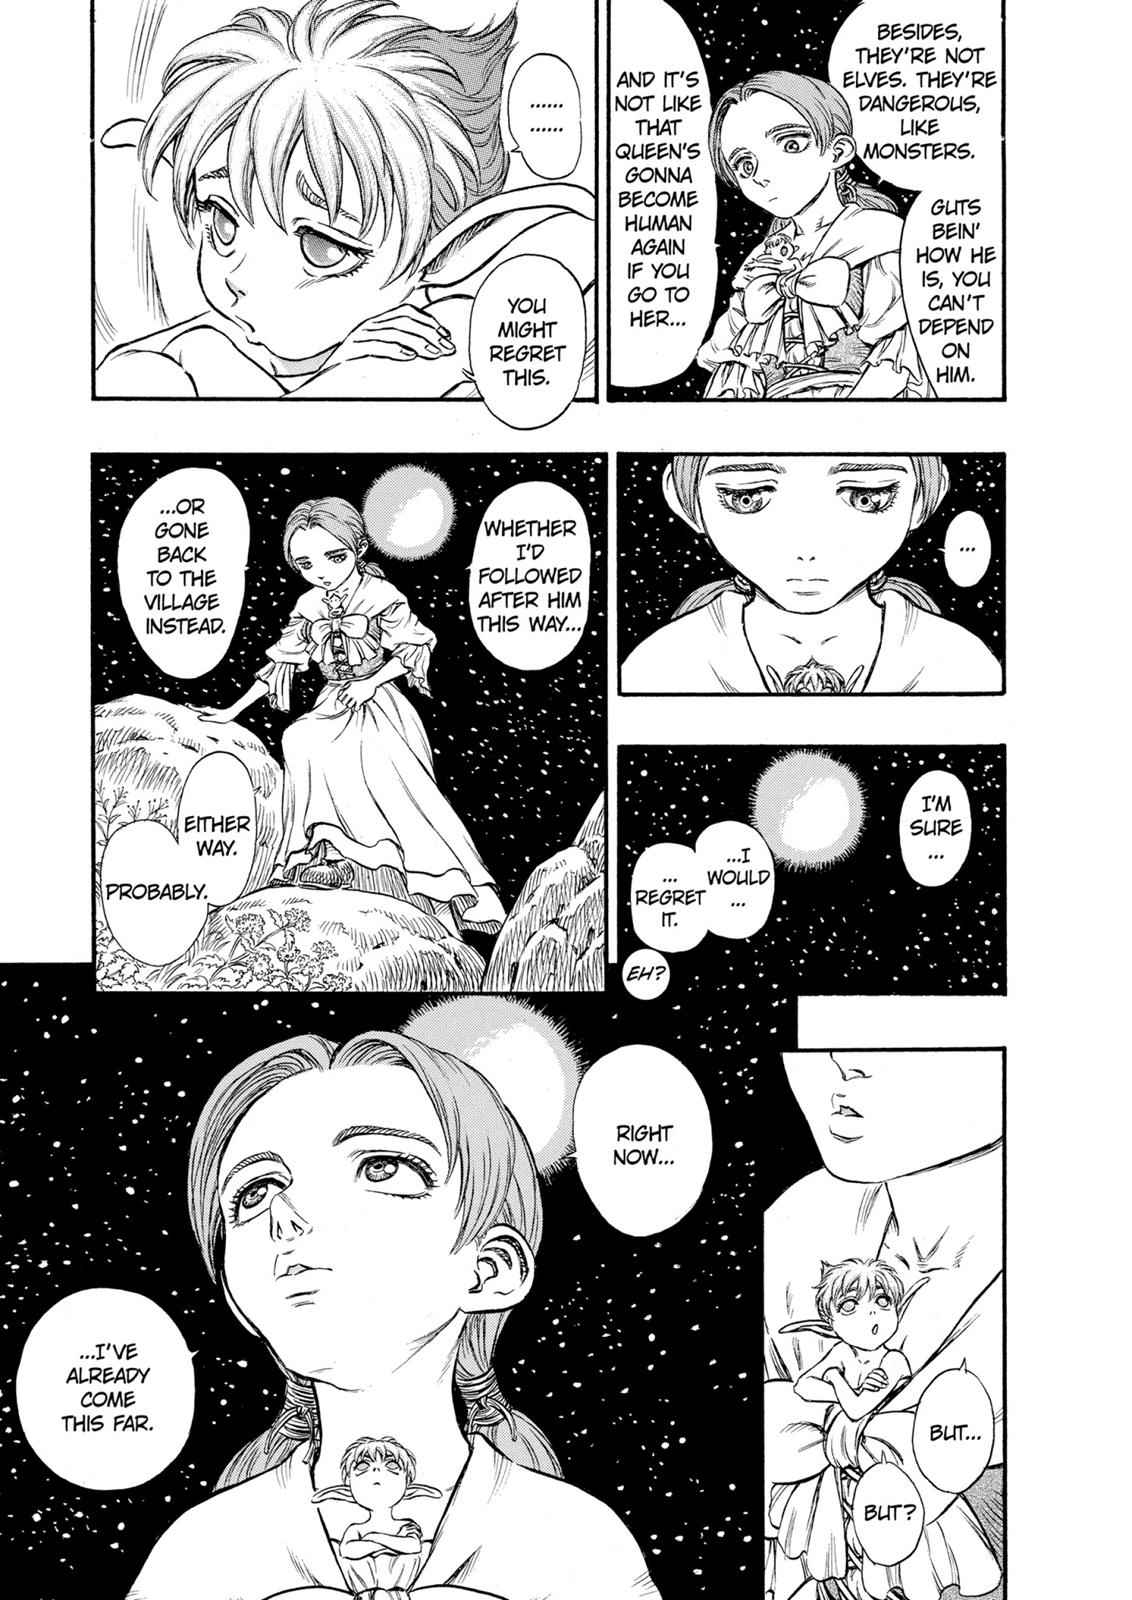 BESIDES,
THEY'RE NOT
ELVES. THEY'RE
DANGEROUS,
LIKE
MONSTERS.
GUTS
BEIN'
HOW HE
IS, YOU
CAN'T
DEPEND
ON
HIM.
AND IT'S
NOT LIKE
THAT
QUEEN'S
GONNA
BECOME
HUMAN
AGAIN
IF YOU
GO TO
HER...
......
......
YOU
MIGHT
REGRET
THIS.
...
WHETHER
I'D
FOLLOWED
AFTER HIM
THIS WAY...
...OR
GONE
BACK
TO THE
VILLAGE
INSTEAD.
EITHER
WAY.
PROBABLY.
I'M
SURE
...
...I
WOULD
...
...
REGRET
IT.
EH?
BUT...
BUT?
RIGHT
NOW...
...I'VE
ALREADY
COME
THIS FAR.